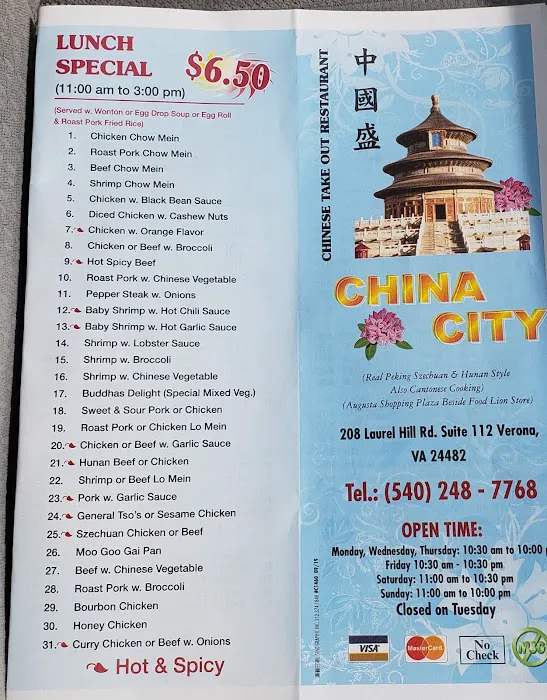 LUNCH
SPECIAL
$6.50
(11:00 am to 3:00 pm)
(Served w. Wonton or Egg Drop Soup or Egg Roll
& Roast Pork Fried Rice)
1. Chicken Chow Mein
2. Roast Pork Chow Mein
3. Beef Chow Mein
4. Shrimp Chow Mein
5. Chicken w. Black Bean Sauce
6. Diced Chicken w. Cashew Nuts
7. Chicken w. Orange Flavor
8. Chicken or Beef w. Broccoli
9. Hot Spicy Beef
10. Roast Pork w. Chinese Vegetable
11. Pepper Steak w. Onions
12. Baby Shrimp w. Hot Chili Sauce
13. Baby Shrimp w. Hot Garlic Sauce
14. Shrimp w. Lobster Sauce
15. Shrimp w. Broccoli
16. Shrimp w. Chinese Vegetable
17. Buddhas Delight (Special Mixed Veg.)
18. Sweet & Sour Pork or Chicken
19. Roast Pork or Chicken Lo Mein
20. Chicken or Beef w. Garlic Sauce
21. Hunan Beef or Chicken
22. Shrimp or Beef Lo Mein
23. Pork w. Garlic Sauce
24. General Tso's or Sesame Chicken
25. Szechuan Chicken or Beef
26. Moo Goo Gai Pan
27. Beef w. Chinese Vegetable
28. Roast Pork w. Broccoli
29. Bourbon Chicken
30. Honey Chicken
31. Curry Chicken or Beef w. Onions
Hot & Spicy
CHINESE TAKE OUT RESTAURANT
中國盛
CHINA
CITY
(Real Peking Szechuan & Hunan Style
Also Cantonese Cooking)
(Augusta Shopping Plaza Beside Food Lion Store)
208 Laurel Hill Rd. Suite 112 Verona,
VA 24482
Tel.: (540) 248 - 7768
OPEN TIME:
Monday, Wednesday, Thursday: 10:30 am to 10:00
Friday 10:30 am - 10:30 pm
Saturday: 11:00 am to 10:30 pm
Sunday: 11:00 am to 10:00 pm
Closed on Tuesday
VISA
MasterCard
No
Check